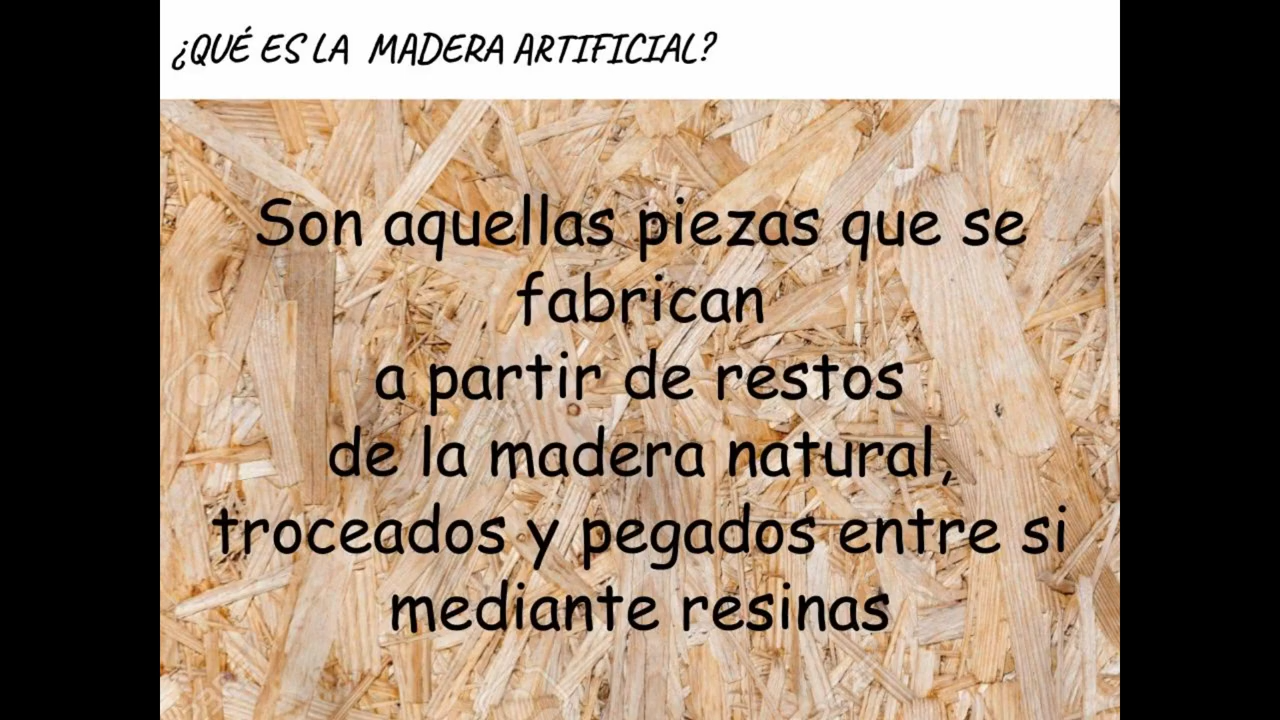 ¿QUÉ ES LA MADERA ARTIFICIAL?
Son aquellas piezas que se
fabrican
a partir de restos
de la madera natural,
troceados y pegados entre si
mediante resinas